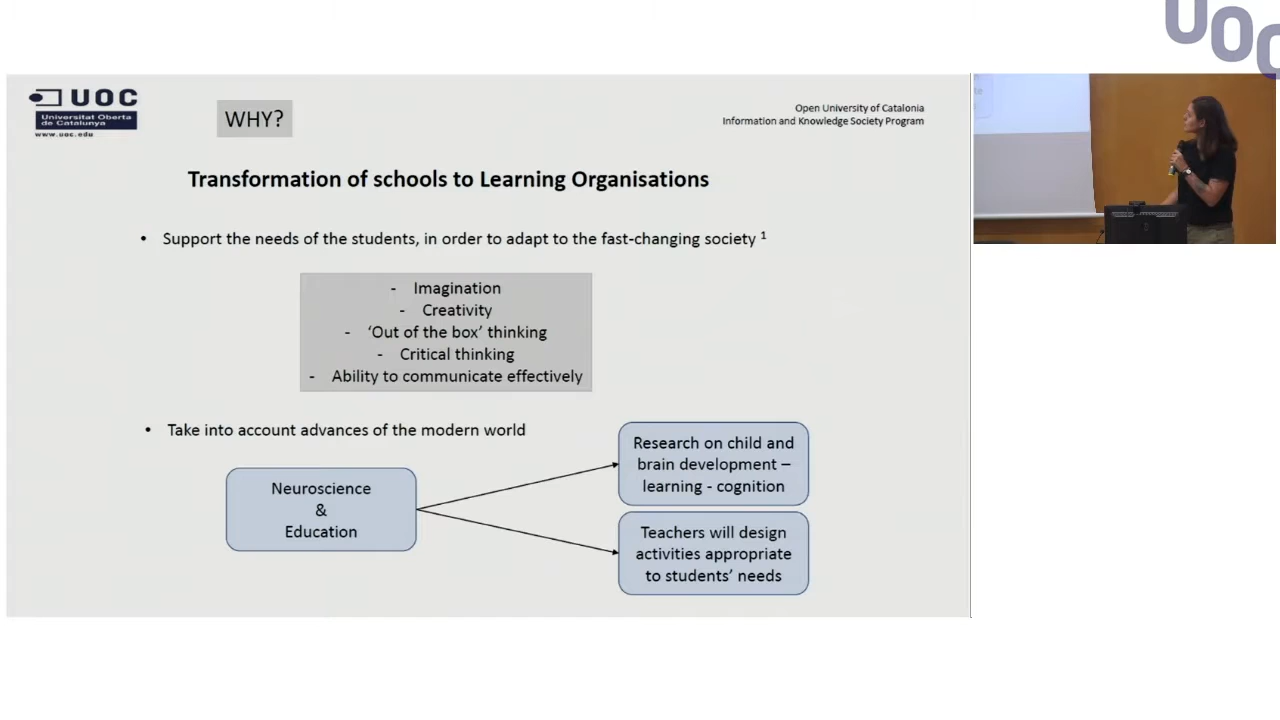 UOC
UOC
Universitat Oberta
de Catalunya
www.uoc.edu
WHY?
Open University of Catalonia
Information and Knowledge Society Program
Transformation of schools to Learning Organisations
• Support the needs of the students, in order to adapt to the fast-changing society 1
- Imagination
- Creativity
- ‘Out of the box’ thinking
- Critical thinking
- Ability to communicate effectively
• Take into account advances of the modern world
Neuroscience
&
Education
Research on child and
brain development –
learning - cognition
Teachers will design
activities appropriate
to students’ needs